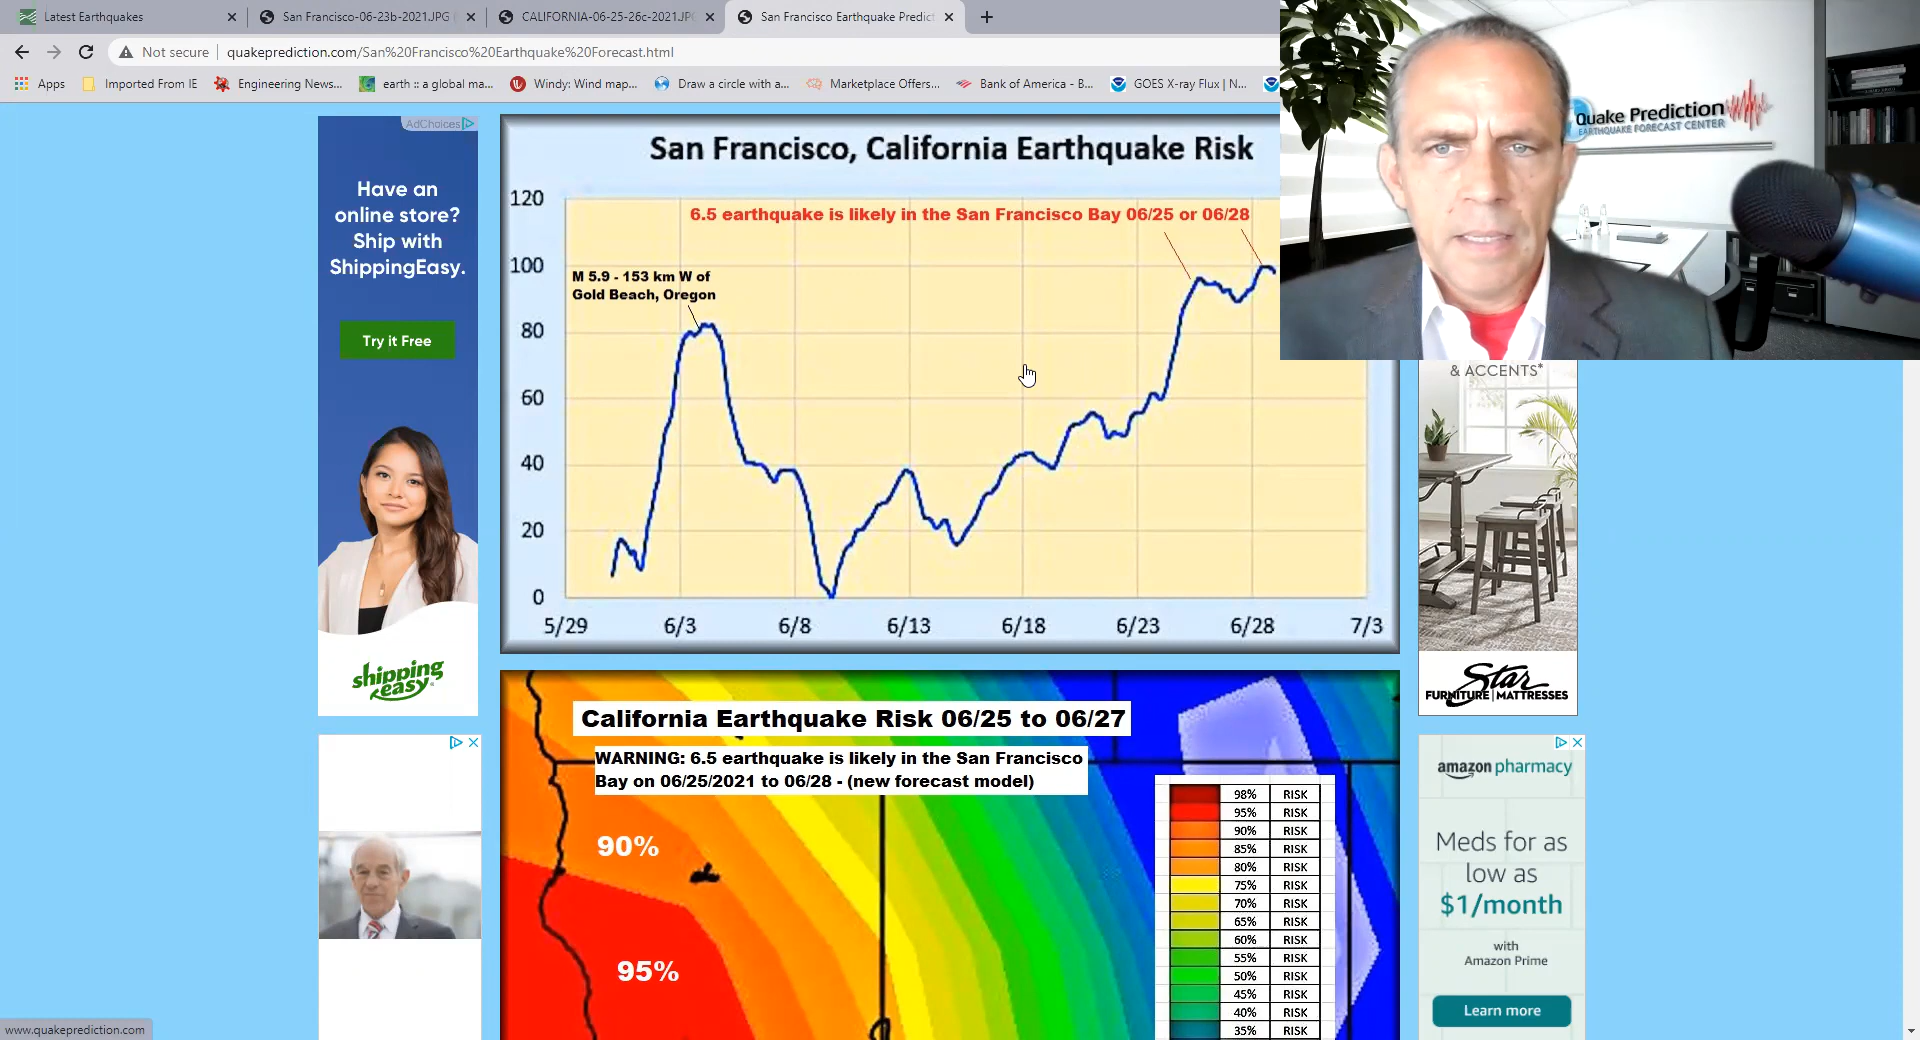 Latest Earthquakes
San Francisco-06-23b-2021.JPG
CALIFORNIA-06-25-26c-2021.JPG
San Francisco Earthquake Predict
Not secure
quakeprediction.com/San%20Francisco%20Earthquake%20Forecast.html
Apps
Imported From IE
Engineering News...
earth :: a global ma...
Windy: Wind map...
Draw a circle with a...
Marketplace Offers...
Bank of America - B...
GOES X-ray Flux | N...
Quake Prediction
EARTHQUAKE FORECAST CENTER
AdChoices
Have an
online store?
Ship with
ShippingEasy.
Try it Free
shipping
easy
San Francisco, California Earthquake Risk
120
100
80
60
40
20
0
6.5 earthquake is likely in the San Francisco Bay 06/25 or 06/28
M 5.9 - 153 km W of
Gold Beach, Oregon
5/29
6/3
6/8
6/13
6/18
6/23
6/28
7/3
& ACCENTS*
Star
FURNITURE | MATTRESSES
California Earthquake Risk 06/25 to 06/27
WARNING: 6.5 earthquake is likely in the San Francisco
Bay on 06/25/2021 to 06/28 - (new forecast model)
90%
95%
98% RISK
95% RISK
90% RISK
85% RISK
80% RISK
75% RISK
70% RISK
65% RISK
60% RISK
55% RISK
50% RISK
45% RISK
40% RISK
35% RISK
amazon pharmacy
Meds for as
low as
$1/month
with
Amazon Prime
Learn more
www.quakeprediction.com